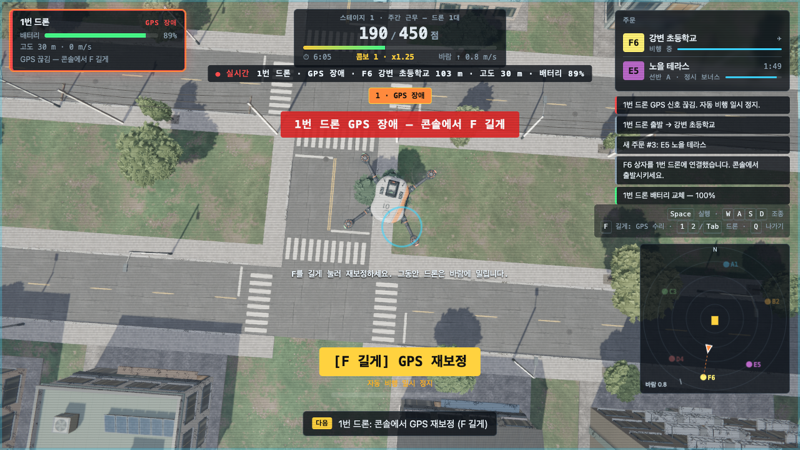 1번 드론 GPS 장애
배터리 89%
고도 30 m · 0 m/s
GPS 끊김 — 콘솔에서 F 길게
스테이지 1 · 주간 근무 — 드론 1대
190 / 450점
6:05 콤보 1 · x1.25 바람 ↑ 0.8 m/s
● 실시간 1번 드론 · GPS 장애 · F6 강변 초등학교 103 m · 고도 30 m · 배터리 89%
1 · GPS 장애
1번 드론 GPS 장애 — 콘솔에서 F 길게
F를 길게 눌러 재보정하세요. 그동안 드론은 바람에 밀립니다.
[F 길게] GPS 재보정
다음 1번 드론: 콘솔에서 GPS 재보정 (F 길게)
주문
F6 강변 초등학교
비행 중
E5 노을 테라스 1:49
선반 A · 정시 보너스
1번 드론 GPS 신호 끊김. 자동 비행 일시 정지.
1번 드론 출발 → 강변 초등학교
새 주문 #3: E5 노을 테라스
F6 상자를 1번 드론에 연결했습니다. 콘솔에서
출발시키세요.
1번 드론 배터리 교체 — 100%
Space 실행 · W A S D 조종
F 길게: GPS 수리 · 1 2 / Tab 드론 · Q 나가기
N
A1
C3
B2
D4
E5
F6
바람 0.8